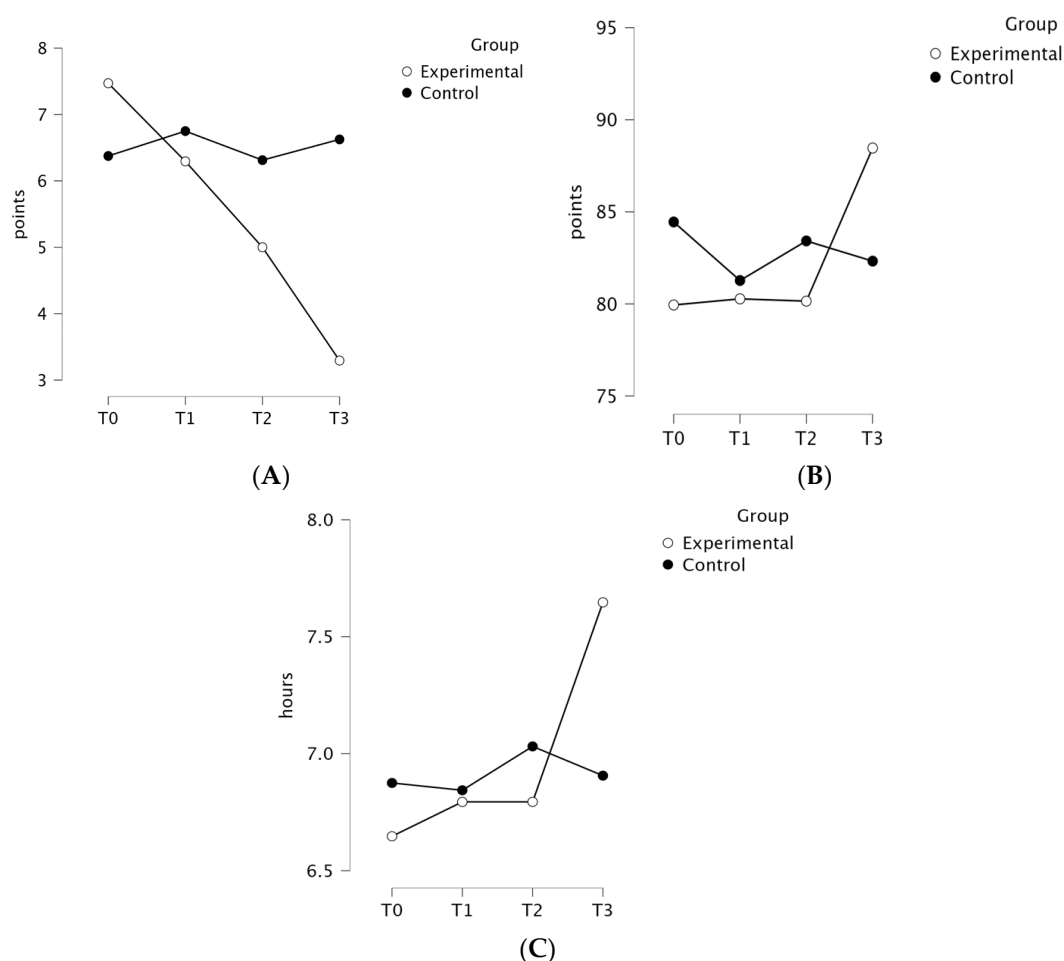 Group
Experimental
Control
8
7
6
5
4
3
points
T0 T1 T2 T3
(A)
Group
Experimental
Control
95
90
85
80
75
points
T0 T1 T2 T3
(B)
Group
Experimental
Control
8.0
7.5
7.0
6.5
hours
T0 T1 T2 T3
(C)